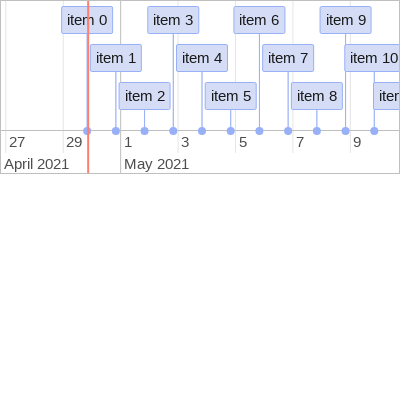 item 0 item 3 item 6 item 9
item 1 item 4 item 7 item 10
item 2 item 5 item 8
27 29 1 3 5 7 9
April 2021 May 2021